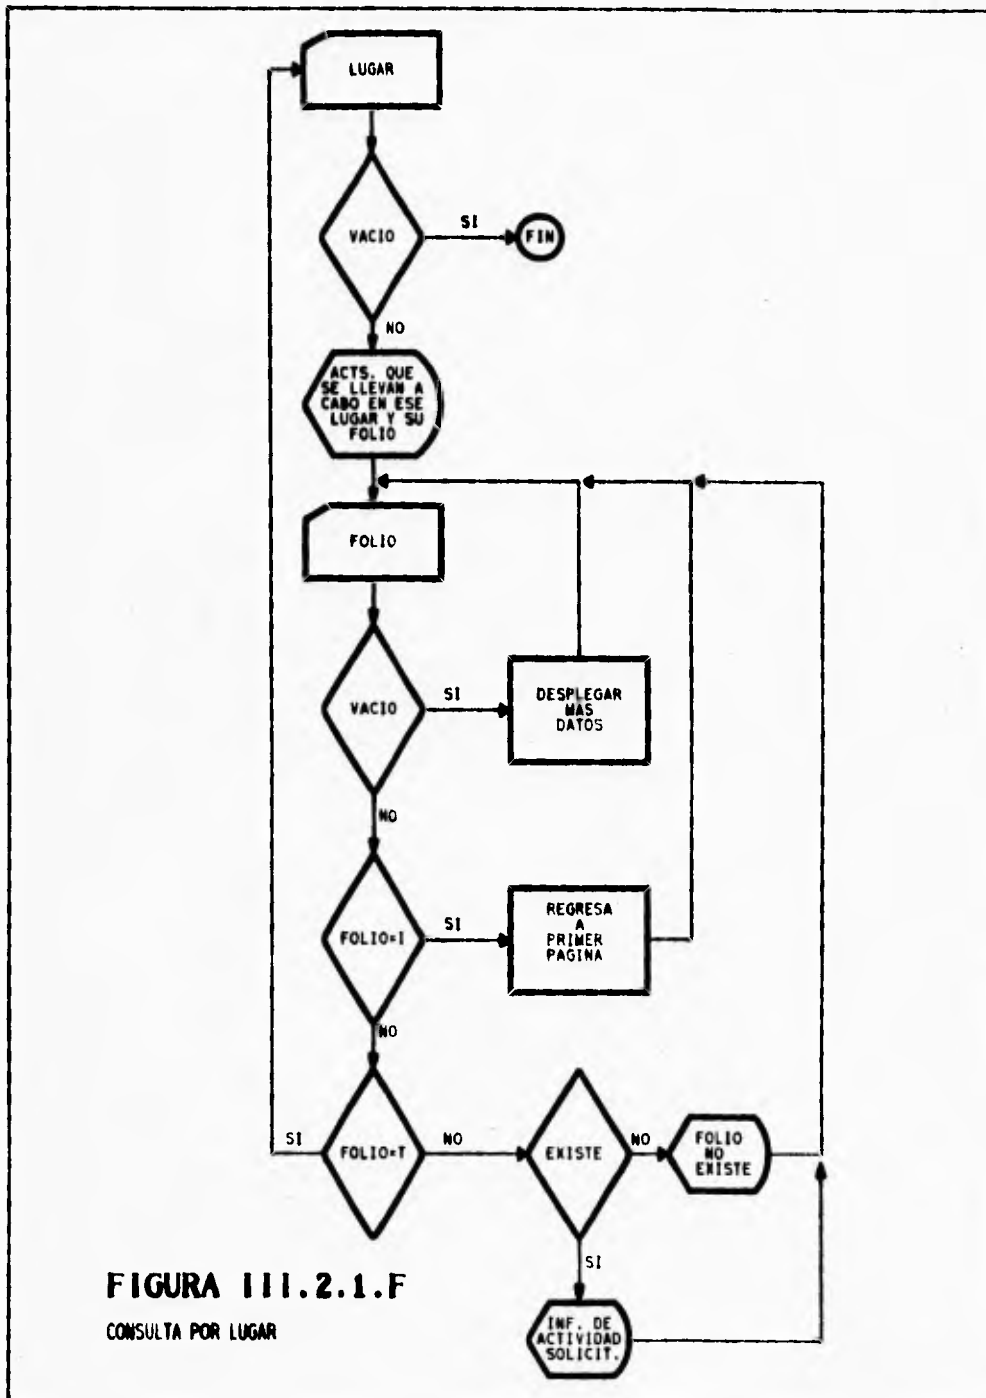 LUGAR
VACIO
SI
FIN
NO
ACTS. QUE
SE LLEVAN A
CABO EN ESE
LUGAR Y SU
FOLIO
FOLIO
VACIO
SI
DESPLEGAR
MAS
DATOS
NO
FOLIO=I
SI
REGRESA
A
PRIMER
PAGINA
NO
SI
FOLIO=T
NO
EXISTE
NO
FOLIO
NO
EXISTE
SI
INF. DE
ACTIVIDAD
SOLICIT.
FIGURA III.2.1.F
CONSULTA POR LUGAR